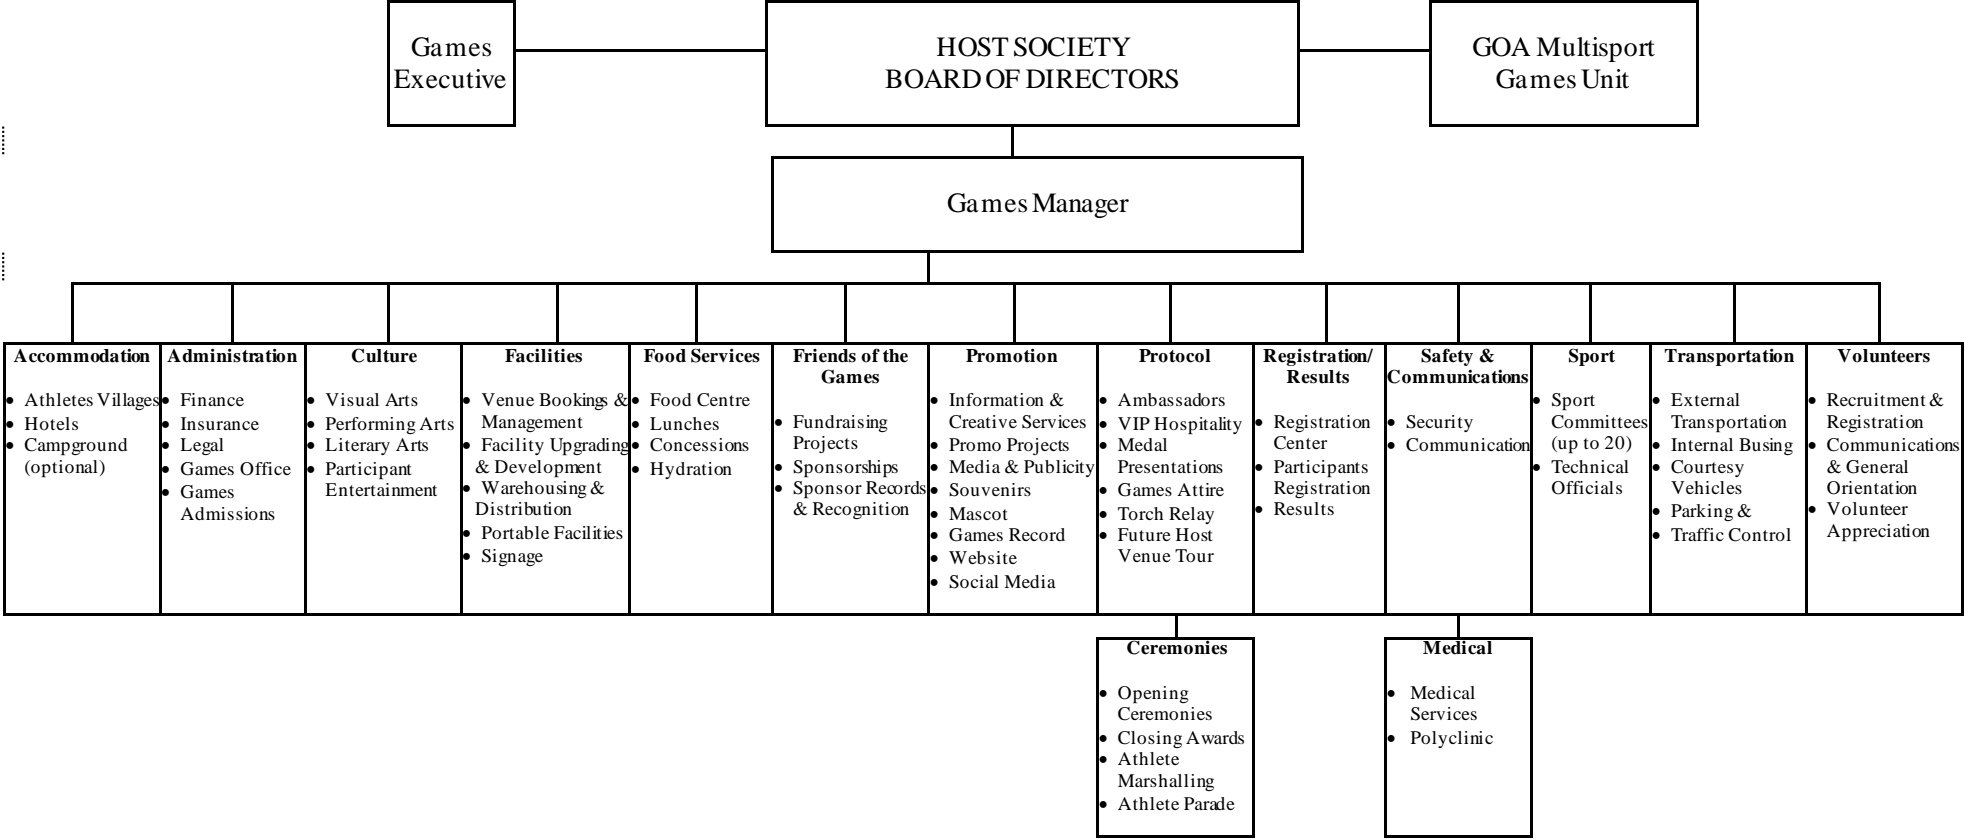 Games
Executive
HOST SOCIETY
BOARD OF DIRECTORS
GOA Multisport
Games Unit
Games Manager
Accommodation
• Athletes Villages
• Hotels
• Campground
(optional)
Administration
• Finance
• Insurance
• Legal
• Games Office
• Games
Admissions
Culture
• Visual Arts
• Performing Arts
• Literary Arts
• Participant
Entertainment
Facilities
• Venue Bookings &
Management
• Facility Upgrading
& Development
• Warehousing &
Distribution
• Portable Facilities
• Signage
Food Services
• Food Centre
• Lunches
• Concessions
• Hydration
Friends of the
Games
• Fundraising
Projects
• Sponsorships
• Sponsor Records
& Recognition
Promotion
• Information &
Creative Services
• Promo Projects
• Media & Publicity
• Souvenirs
• Mascot
• Games Record
• Website
• Social Media
Protocol
• Ambassadors
• VIP Hospitality
• Medal
Presentations
• Games Attire
• Torch Relay
• Future Host
Venue Tour
Registration/
Results
• Registration
Center
• Participants
Registration
• Results
Safety &
Communications
• Security
• Communication
Sport
• Sport
Committees
(up to 20)
• Technical
Officials
Transportation
• External
Transportation
• Internal Busing
• Courtesy
Vehicles
• Parking &
• Traffic Control
Volunteers
• Recruitment &
Registration
• Communications
& General
Orientation
• Volunteer
Appreciation
Ceremonies
• Opening
Ceremonies
• Closing Awards
• Athlete
Marshalling
• Athlete Parade
Medical
• Medical
Services
• Polyclinic